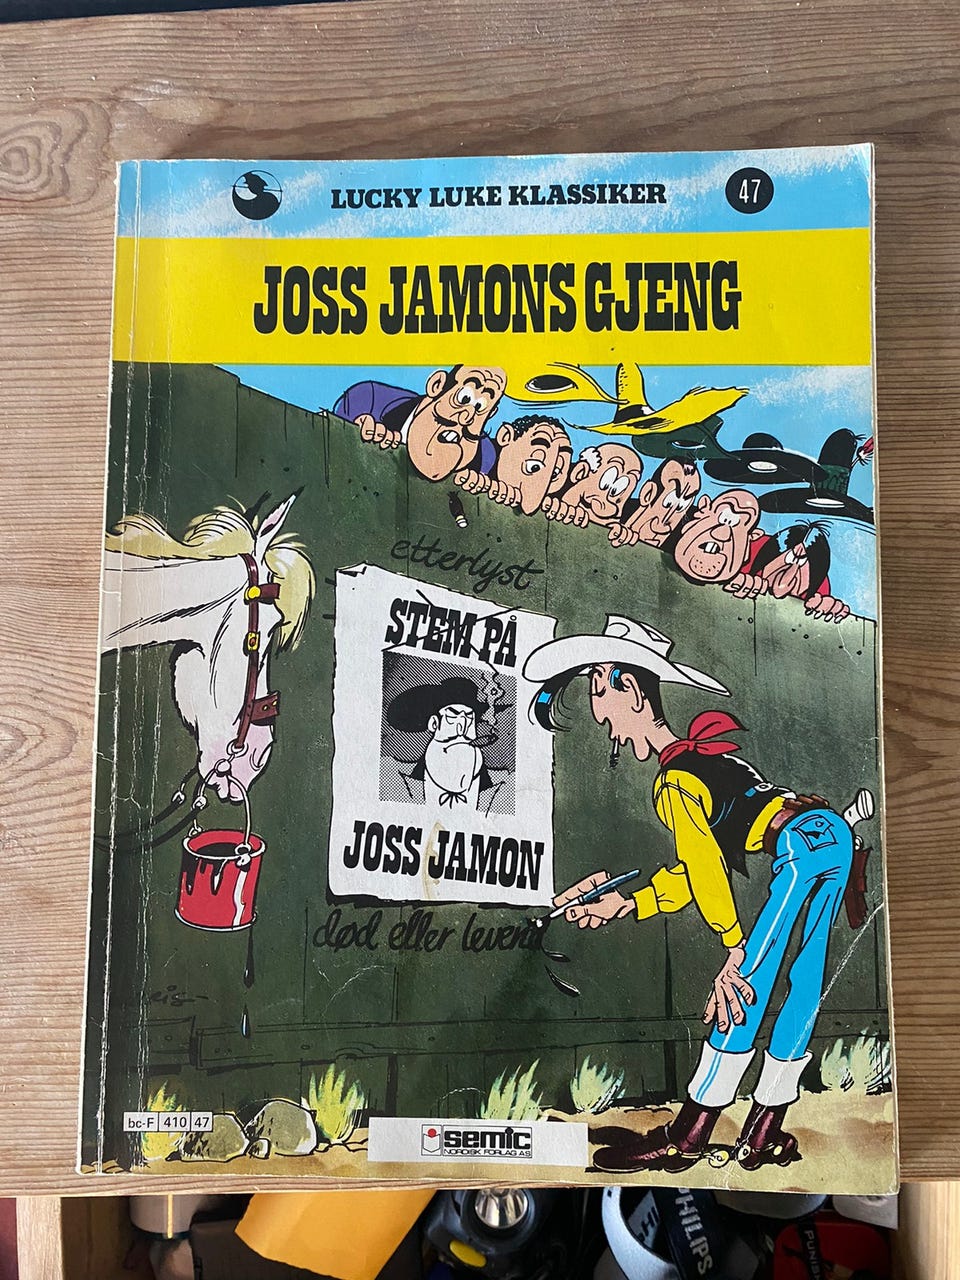 LUCKY LUKE KLASSIKER
47
JOSS JAMONS GJENG
etterlyst
STEM PÅ
JOSS JAMON
død eller levende
bc-F 410 47
semic
NORDISK FORLAG AS
PHILIPS